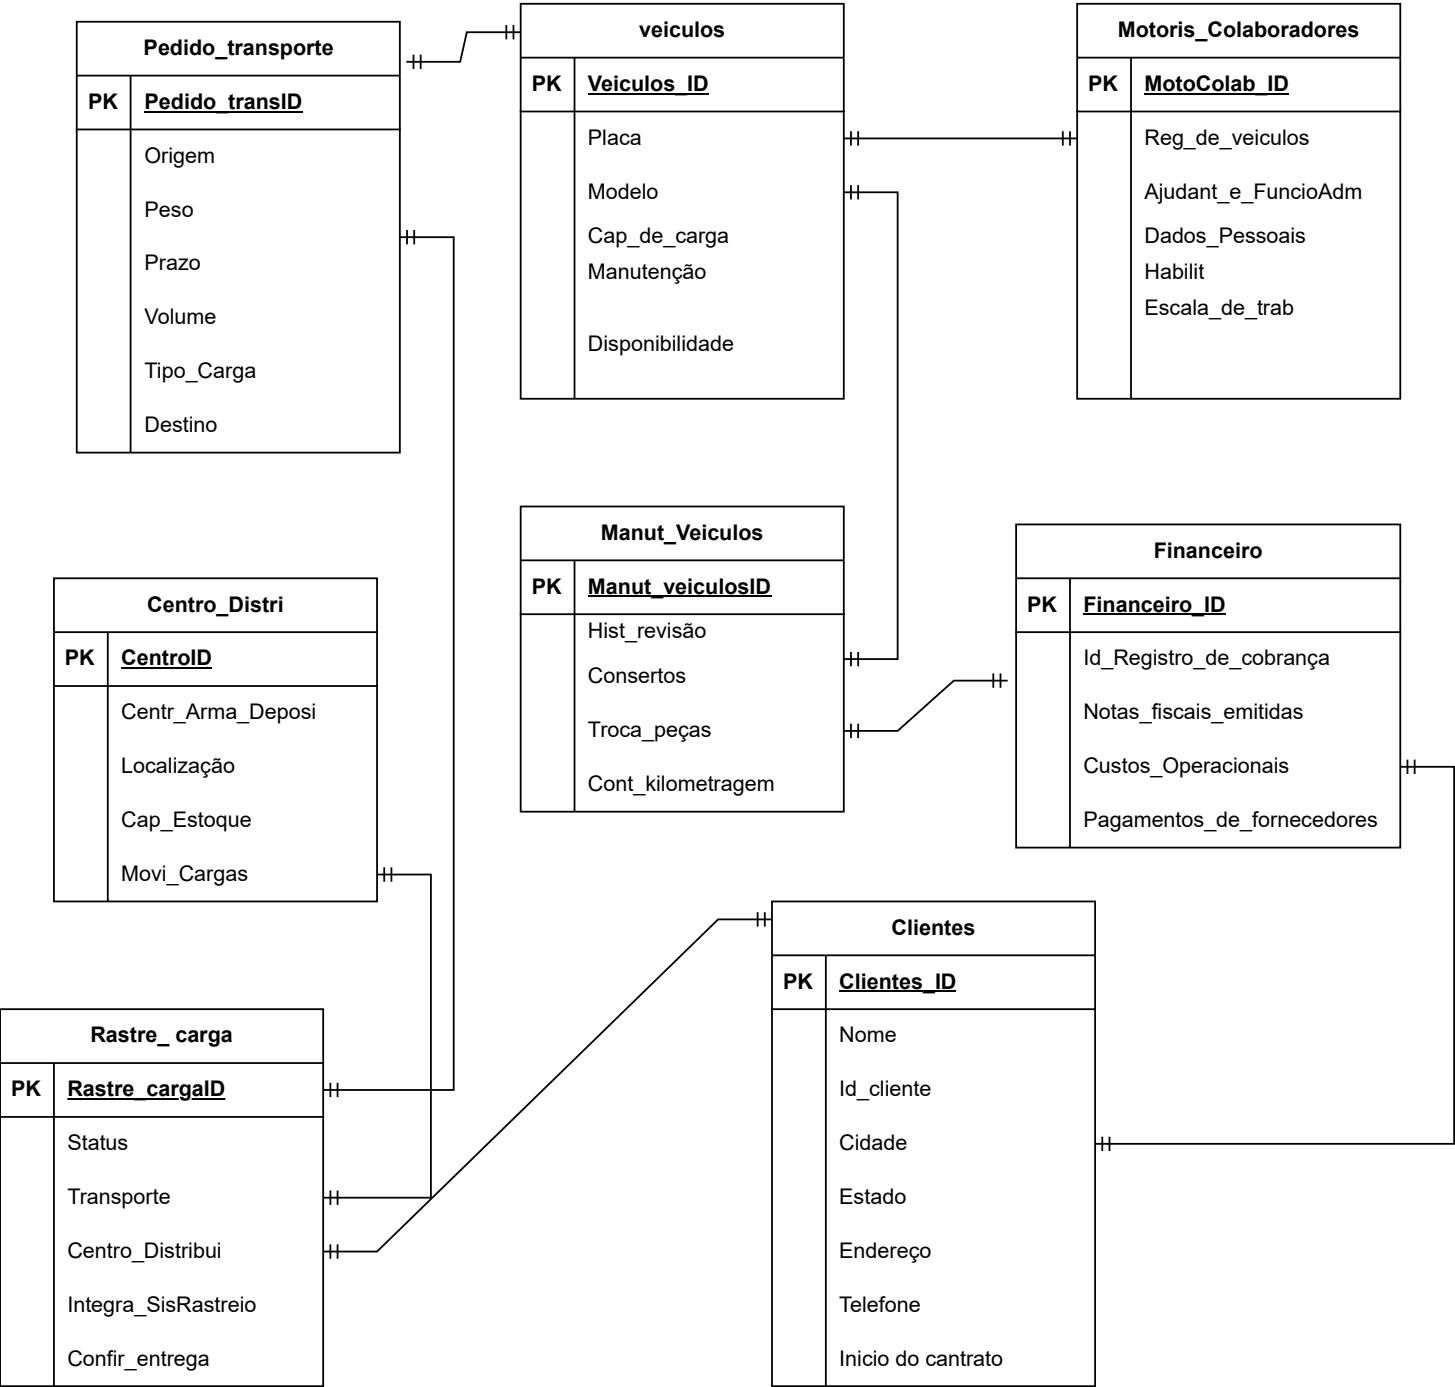 Pedido_transporte
PK Pedido_transID
Origem
Peso
Prazo
Volume
Tipo_Carga
Destino
veiculos
PK Veiculos_ID
Placa
Modelo
Cap_de_carga
Manutenção
Disponibilidade
Motoris_Colaboradores
PK MotoColab_ID
Reg_de_veiculos
Ajudant_e_FuncioAdm
Dados_Pessoais
Habilit
Escala_de_trab
Centro_Distri
PK CentroID
Centr_Arma_Deposi
Localização
Cap_Estoque
Movi_Cargas
Manut_Veiculos
PK Manut_veiculosID
Hist_revisão
Consertos
Troca_peças
Cont_kilometragem
Financeiro
PK Financeiro_ID
Id_Registro_de_cobrança
Notas_fiscais_emitidas
Custos_Operacionais
Pagamentos_de_fornecedores
Rastre_ carga
PK Rastre_cargaID
Status
Transporte
Centro_Distribui
Integra_SisRastreio
Confir_entrega
Clientes
PK Clientes_ID
Nome
Id_cliente
Cidade
Estado
Endereço
Telefone
Inicio do cantrato